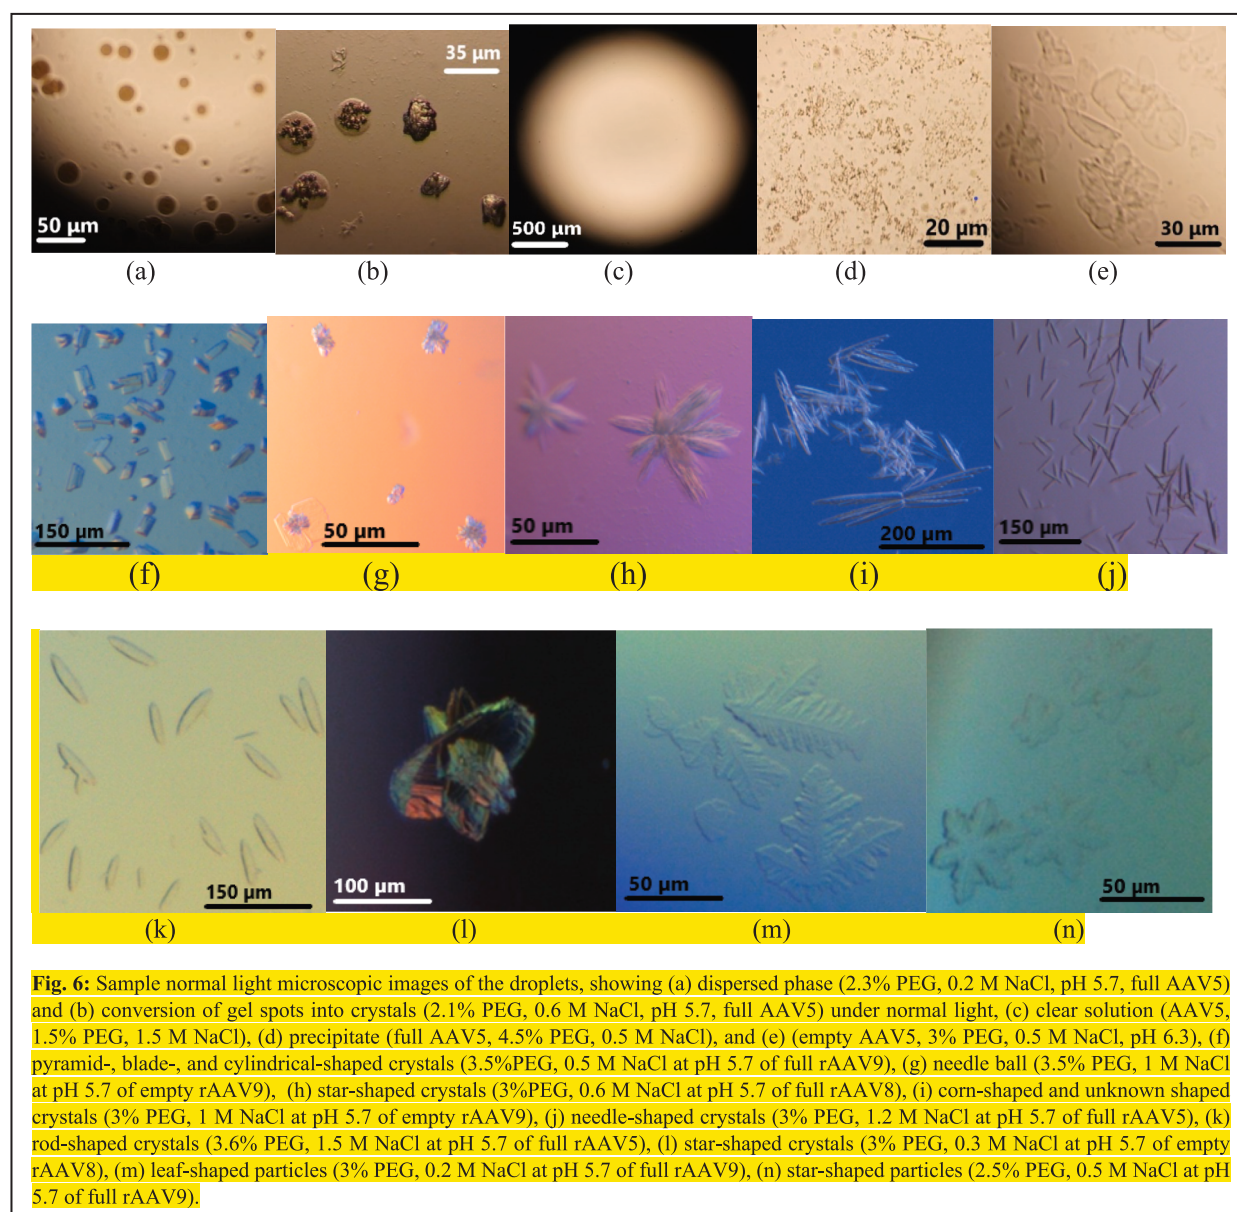 50 µm
35 µm
500 µm
20 µm
30 µm
(a)
(b)
(c)
(d)
(e)
150 µm
50 µm
50 µm
200 µm
150 µm
(f)
(g)
(h)
(i)
(j)
150 µm
100 µm
50 µm
50 µm
(k)
(l)
(m)
(n)
Fig. 6: Sample normal light microscopic images of the droplets, showing (a) dispersed phase (2.3% PEG, 0.2 M NaCl, pH 5.7, full AAV5)
and (b) conversion of gel spots into crystals (2.1% PEG, 0.6 M NaCl, pH 5.7, full AAV5) under normal light, (c) clear solution (AAV5,
1.5% PEG, 1.5 M NaCl), (d) precipitate (full AAV5, 4.5% PEG, 0.5 M NaCl), and (e) (empty AAV5, 3% PEG, 0.5 M NaCl, pH 6.3), (f)
pyramid-, blade-, and cylindrical-shaped crystals (3.5%PEG, 0.5 M NaCl at pH 5.7 of full rAAV9), (g) needle ball (3.5% PEG, 1 M NaCl
at pH 5.7 of empty rAAV9), (h) star-shaped crystals (3%PEG, 0.6 M NaCl at pH 5.7 of full rAAV8), (i) corn-shaped and unknown shaped
crystals (3% PEG, 1 M NaCl at pH 5.7 of empty rAAV9), (j) needle-shaped crystals (3% PEG, 1.2 M NaCl at pH 5.7 of full rAAV5), (k)
rod-shaped crystals (3.6% PEG, 1.5 M NaCl at pH 5.7 of full rAAV5), (l) star-shaped crystals (3% PEG, 0.3 M NaCl at pH 5.7 of empty
rAAV8), (m) leaf-shaped particles (3% PEG, 0.2 M NaCl at pH 5.7 of full rAAV9), (n) star-shaped particles (2.5% PEG, 0.5 M NaCl at pH
5.7 of full rAAV9).